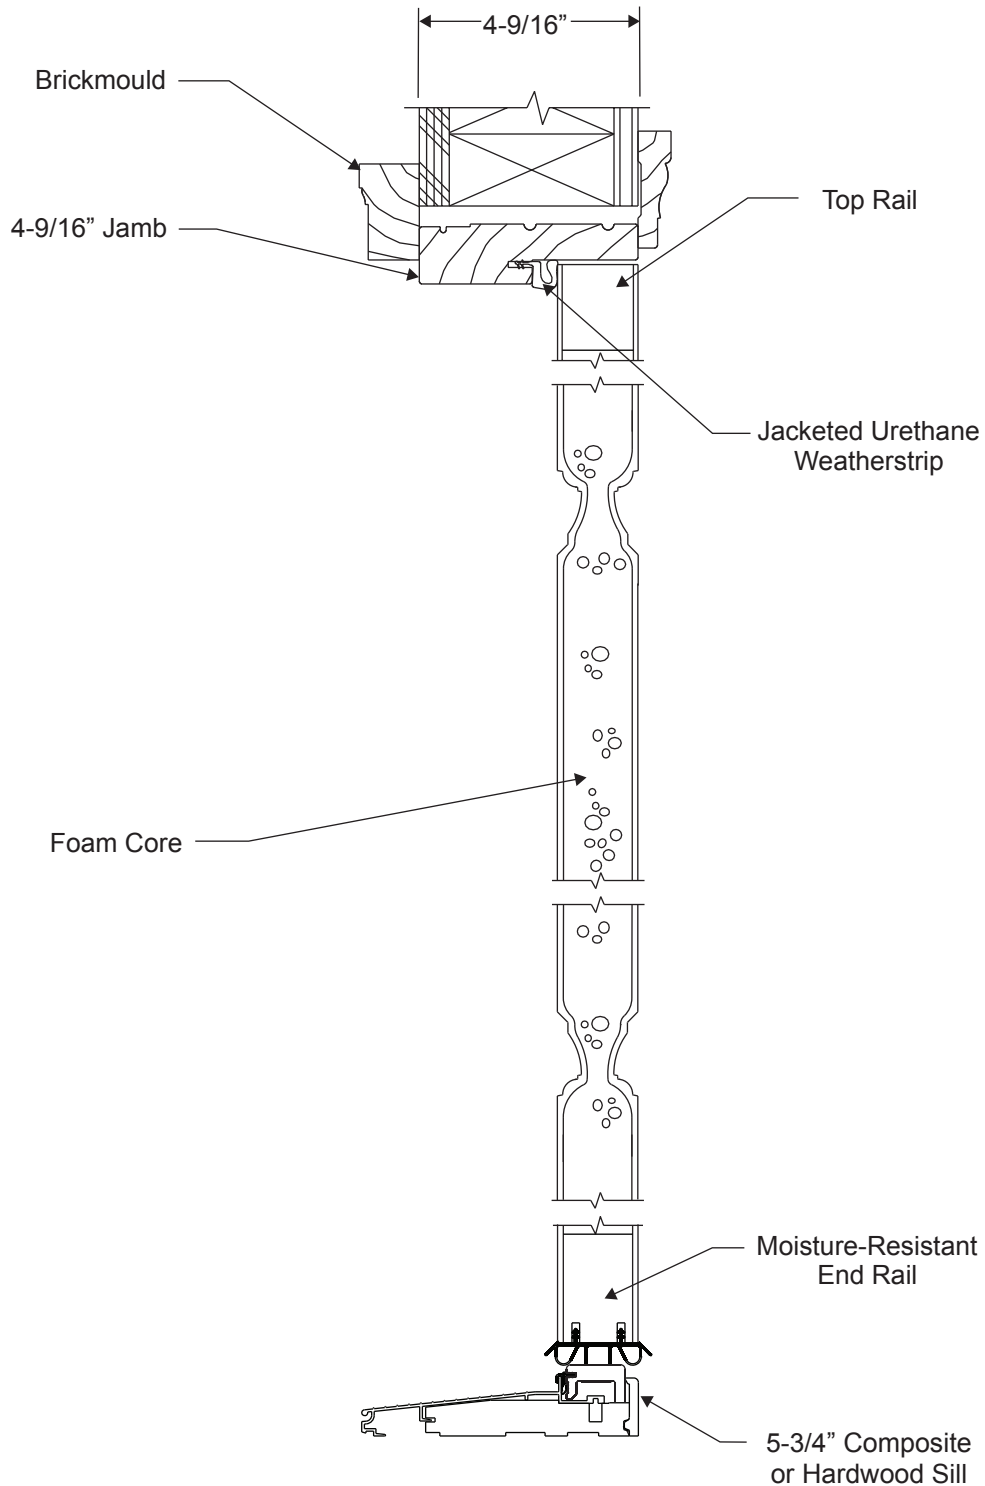 4-9/16”
Brickmould
Top Rail
4-9/16” Jamb
Jacketed Urethane
Weatherstrip
Foam Core
Moisture-Resistant
End Rail
5-3/4” Composite
or Hardwood Sill